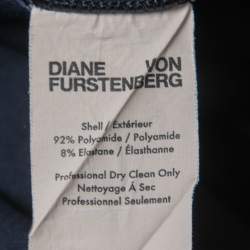 DIANE VON
FURSTENBERG
Shell / Extérieur
92% Polyamide / Polyamide
8% Elastane / Élasthanne
Professional Dry Clean Only
Nettoyage À Sec
Professionnel Seulement